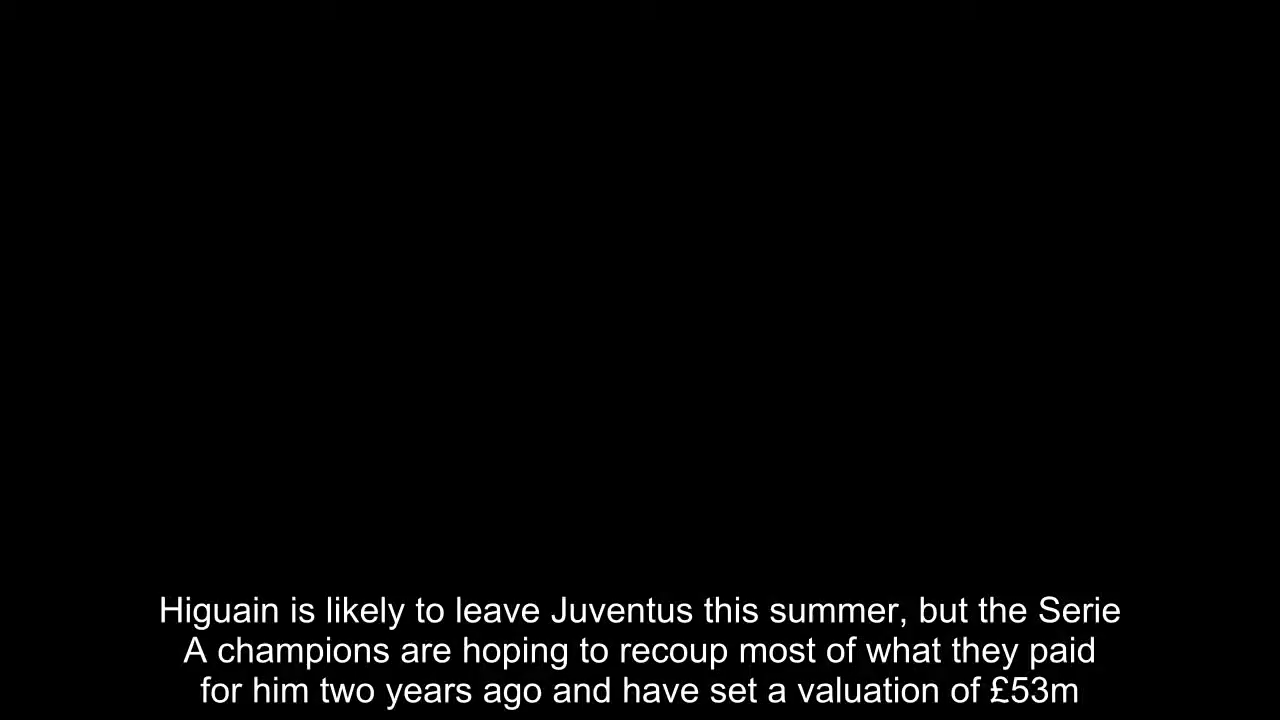 Higuain is likely to leave Juventus this summer, but the Serie
A champions are hoping to recoup most of what they paid
for him two years ago and have set a valuation of £53m